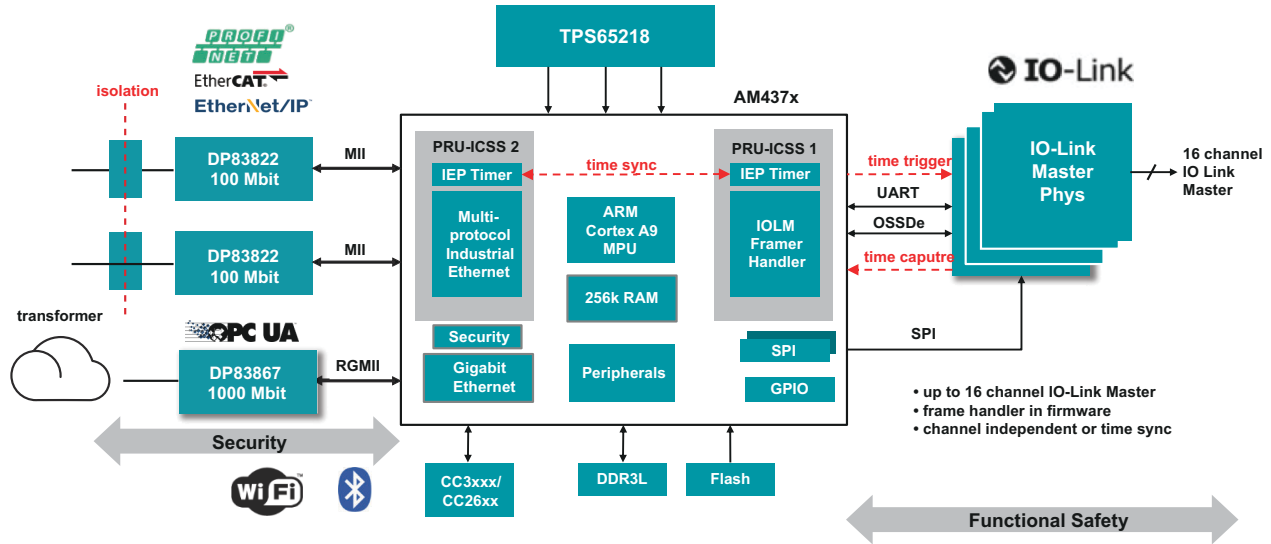 TPS65218
PROFI
NET
®
EtherCAT.
EtherNet/IP™
isolation
IO-Link
AM437x
DP83822
100 Mbit
MII
PRU-ICSS 2
IEP Timer
Multi-
protocol
Industrial
Ethernet
time sync
PRU-ICSS 1
IEP Timer
IOLM
Framer
Handler
ARM
Cortex A9
MPU
256k RAM
time trigger
UART
OSSDe
time caputre
IO-Link
Master
Phys
16 channel
IO Link
Master
DP83822
100 Mbit
MII
transformer
OPC UA
DP83867
1000 Mbit
RGMII
Security
Gigabit
Ethernet
Peripherals
SPI
GPIO
SPI
• up to 16 channel IO-Link Master
• frame handler in firmware
• channel independent or time sync
Security
WiFi™
CC3xxx/
CC26xx
DDR3L
Flash
Functional Safety